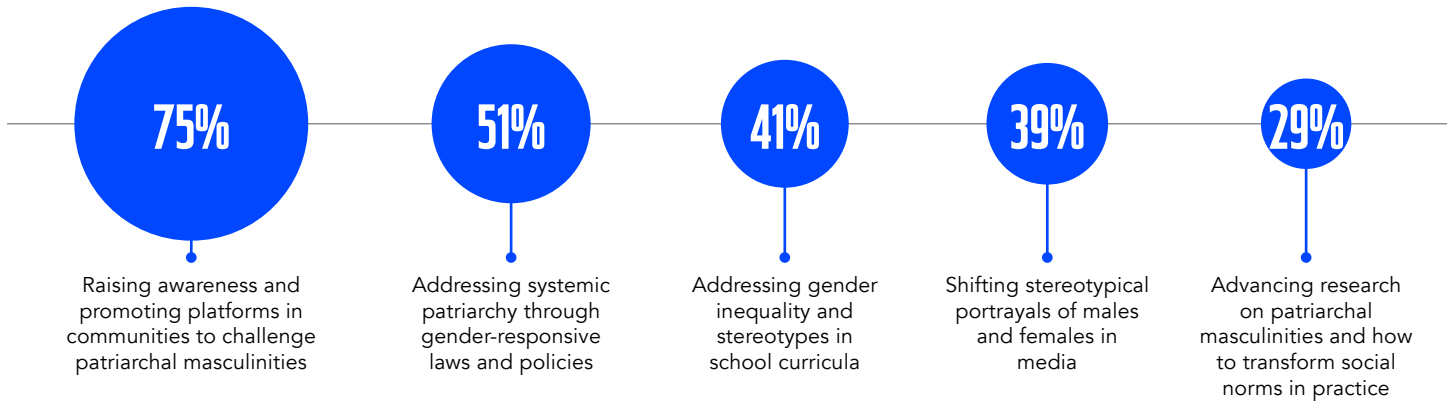 75%
Raising awareness and
promoting platforms in
communities to challenge
patriarchal masculinities
51%
Addressing systemic
patriarchy through
gender-responsive
laws and policies
41%
Addressing gender
inequality and
stereotypes in
school curricula
39%
Shifting stereotypical
portrayals of males
and females in
media
29%
Advancing research
on patriarchal
masculinities and how
to transform social
norms in practice